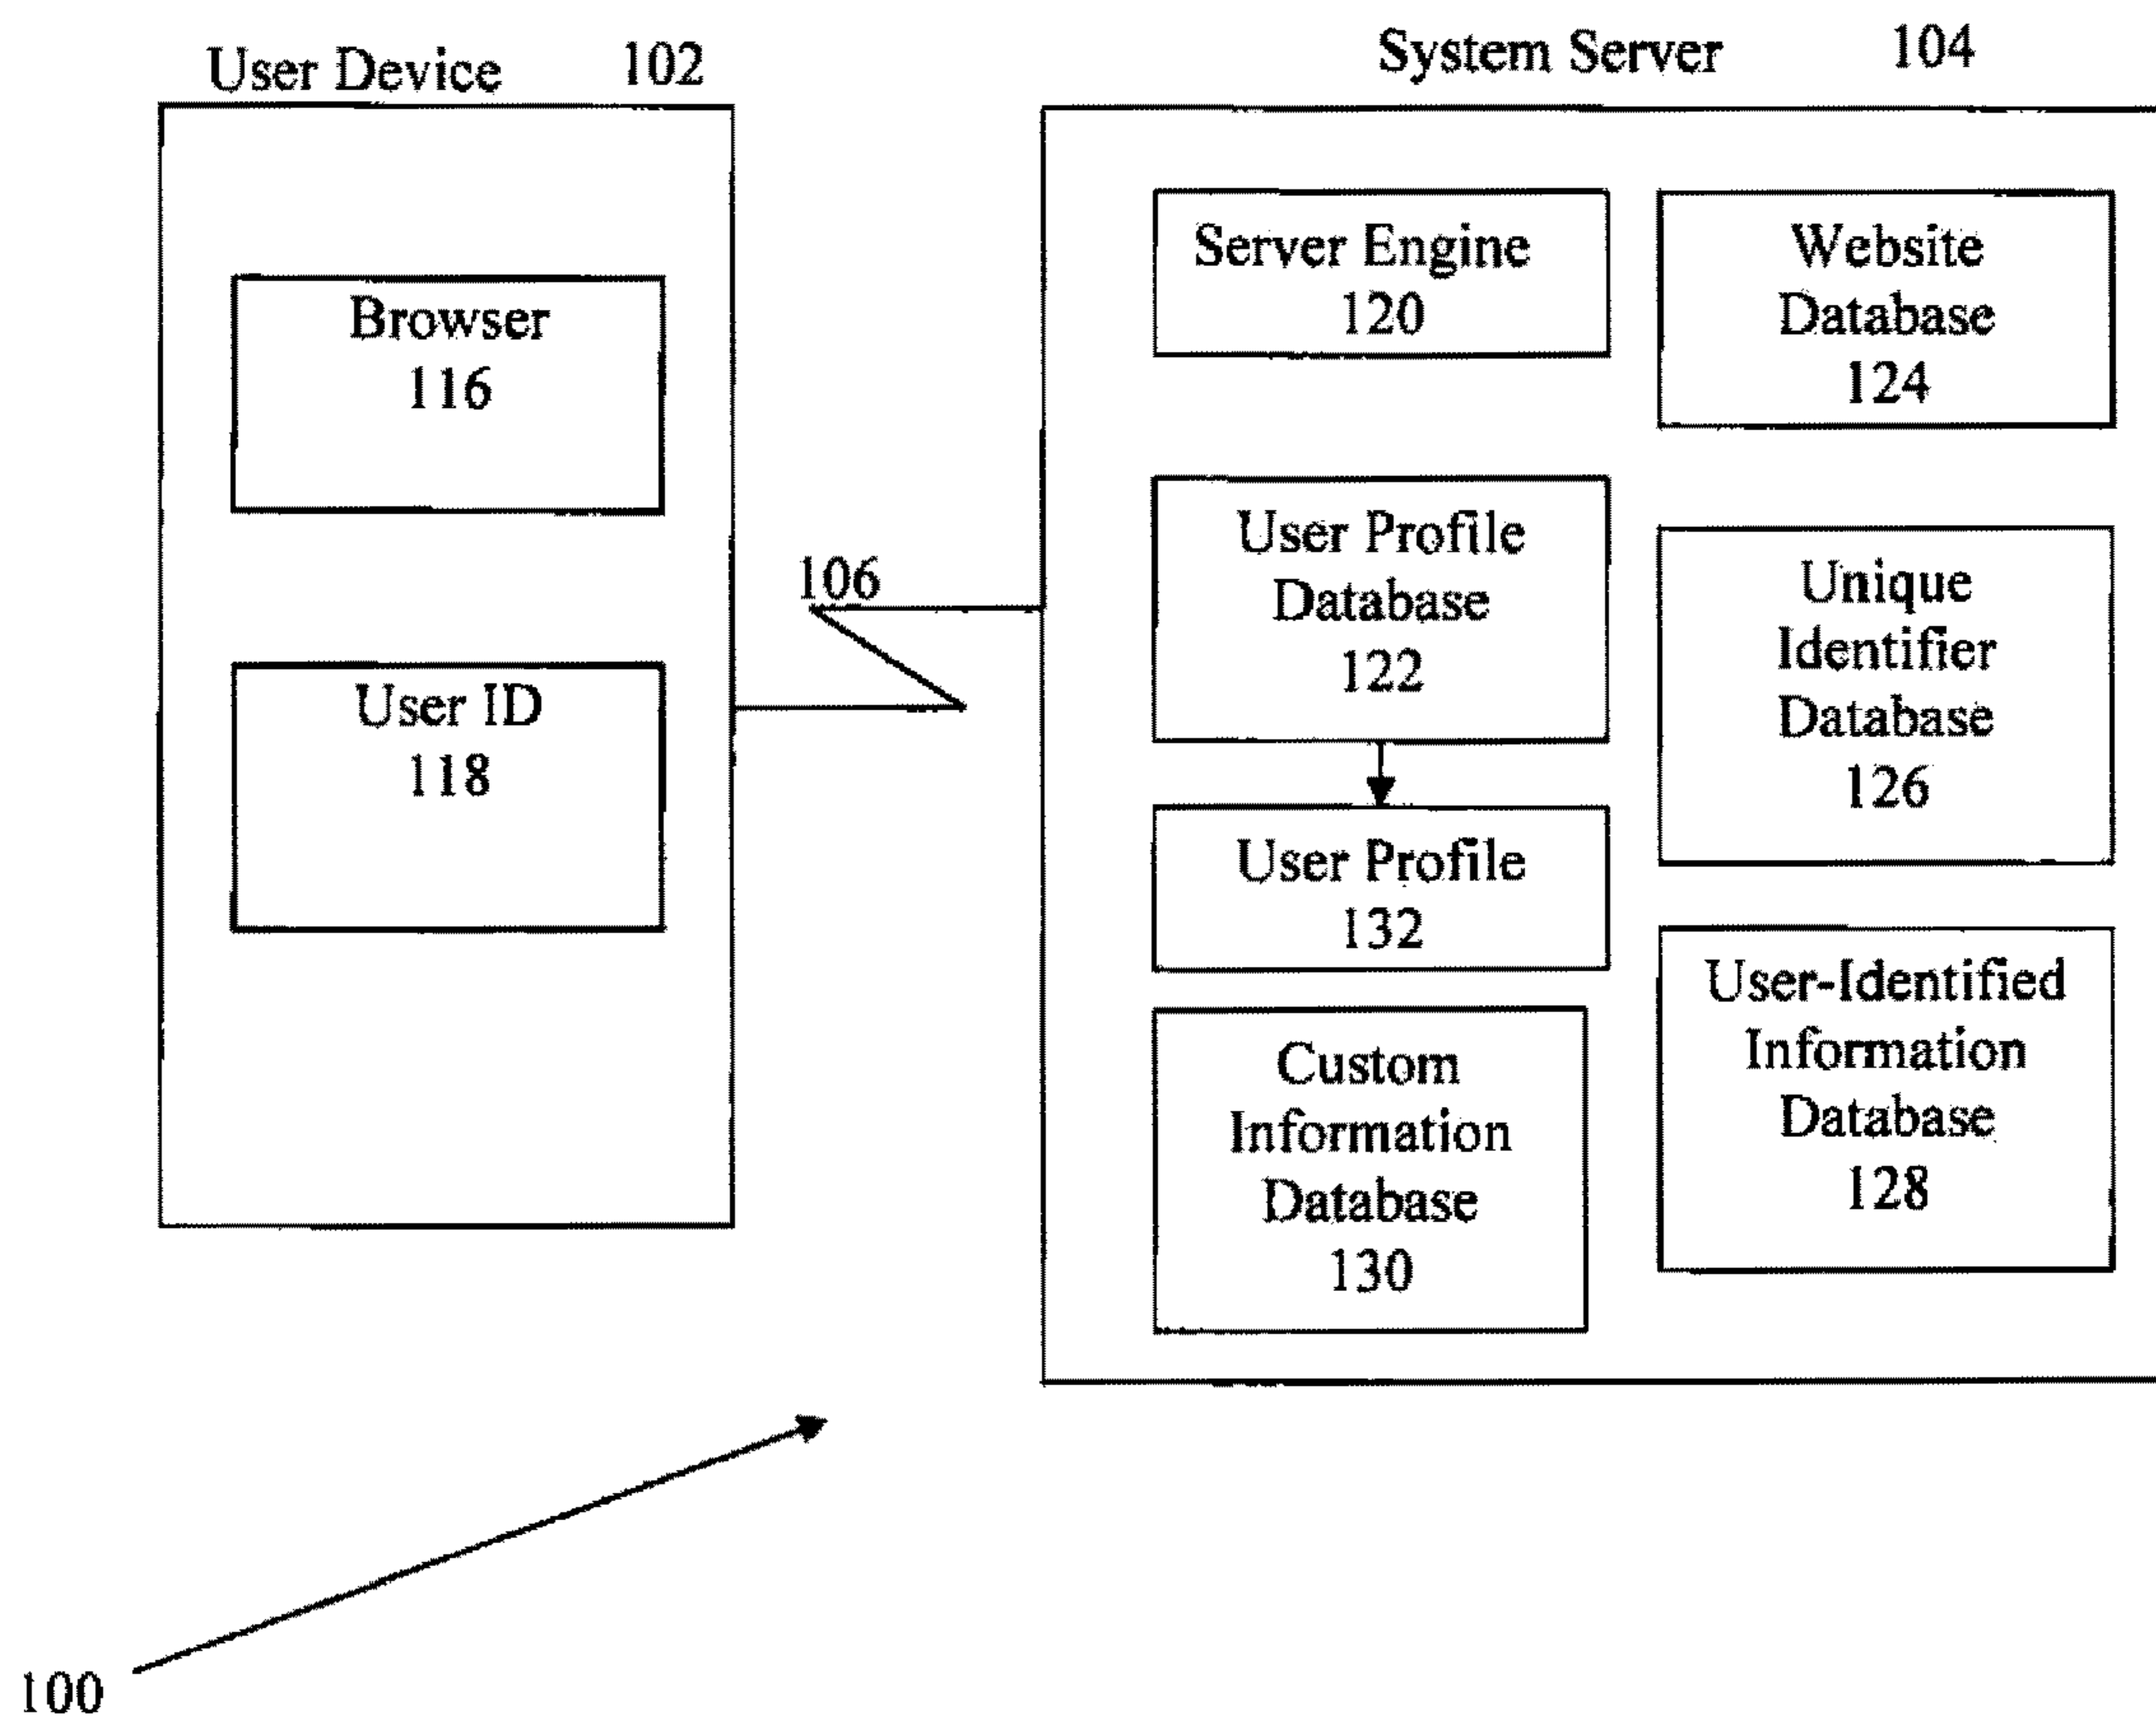 User Device 102
System Server 104
Browser
116
User ID
118
106
Server Engine
120
Website
Database
124
User Profile
Database
122
Unique
Identifier
Database
126
User Profile
132
User-Identified
Information
Database
128
Custom
Information
Database
130
100